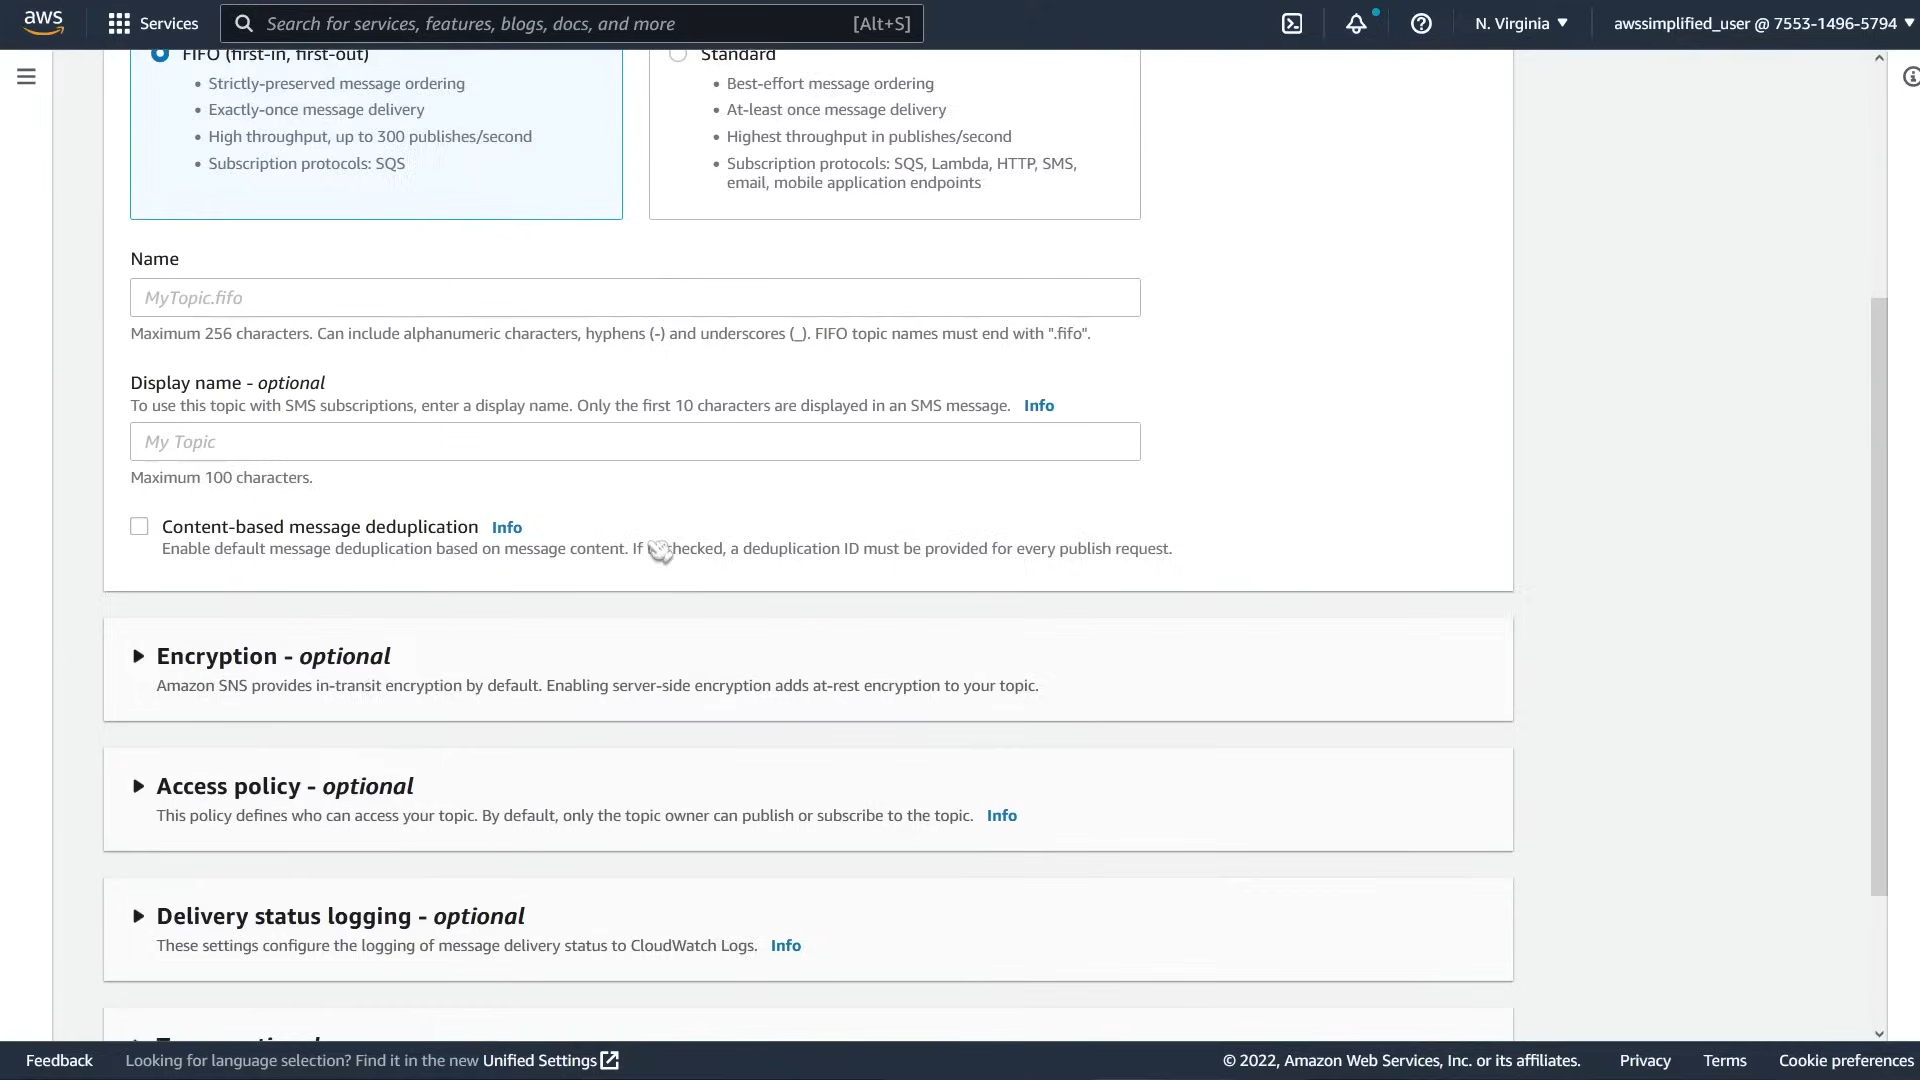 aws
Services
Search for services, features, blogs, docs, and more
[Alt+S]
N. Virginia ▼
awssimplified_user @ 7553-1496-5794 ▼
FIFO (first-in, first-out)
• Strictly-preserved message ordering
• Exactly-once message delivery
• High throughput, up to 300 publishes/second
• Subscription protocols: SQS
Standard
• Best-effort message ordering
• At-least once message delivery
• Highest throughput in publishes/second
• Subscription protocols: SQS, Lambda, HTTP, SMS,
email, mobile application endpoints
Name
MyTopic.fifo
Maximum 256 characters. Can include alphanumeric characters, hyphens (-) and underscores (_). FIFO topic names must end with ".fifo".
Display name - optional
To use this topic with SMS subscriptions, enter a display name. Only the first 10 characters are displayed in an SMS message. Info
My Topic
Maximum 100 characters.
Content-based message deduplication Info
Enable default message deduplication based on message content. If hecked, a deduplication ID must be provided for every publish request.
Encryption - optional
Amazon SNS provides in-transit encryption by default. Enabling server-side encryption adds at-rest encryption to your topic.
Access policy - optional
This policy defines who can access your topic. By default, only the topic owner can publish or subscribe to the topic. Info
Delivery status logging - optional
These settings configure the logging of message delivery status to CloudWatch Logs. Info
Feedback
Looking for language selection? Find it in the new Unified Settings
© 2022, Amazon Web Services, Inc. or its affiliates.
Privacy
Terms
Cookie preferences